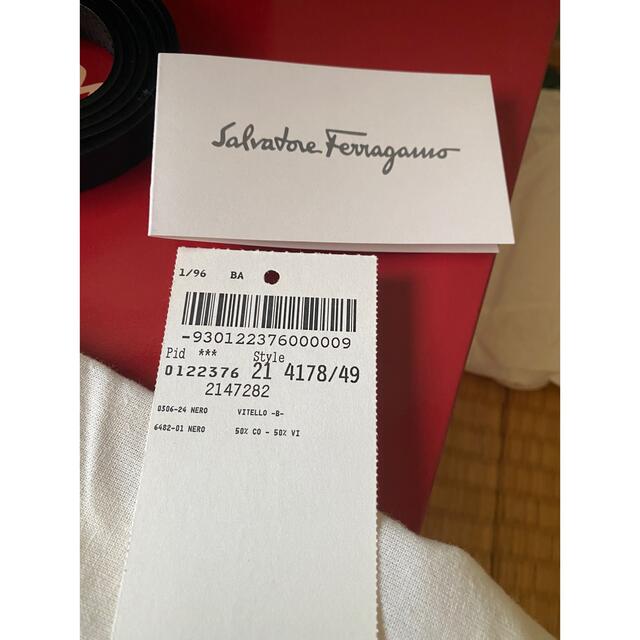 Salvatore Ferragamo
1/96 BA
-930122376000009
Pid *** Style
0122376 21 4178/49
2147282
0306-24 NERO VITELLO -B-
6482-01 NERO 50% CO - 50% VI